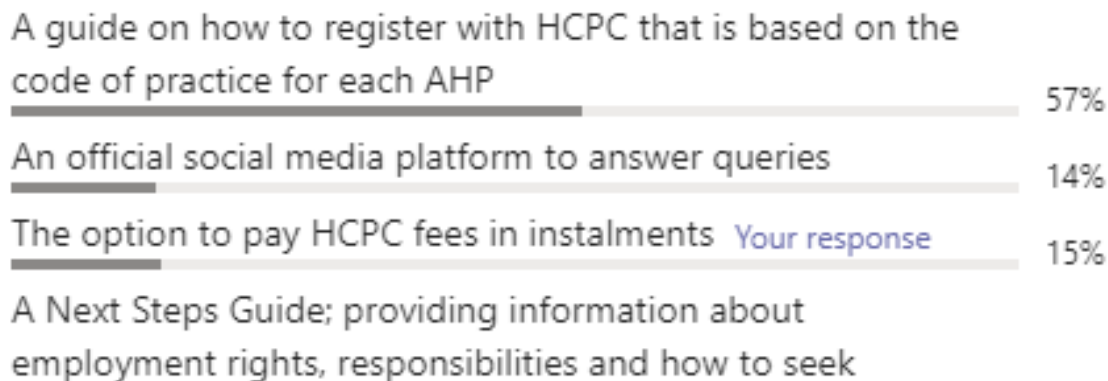 A guide on how to register with HCPC that is based on the
code of practice for each AHP
57%
An official social media platform to answer queries
14%
The option to pay HCPC fees in instalments Your response
15%
A Next Steps Guide; providing information about
employment rights, responsibilities and how to seek